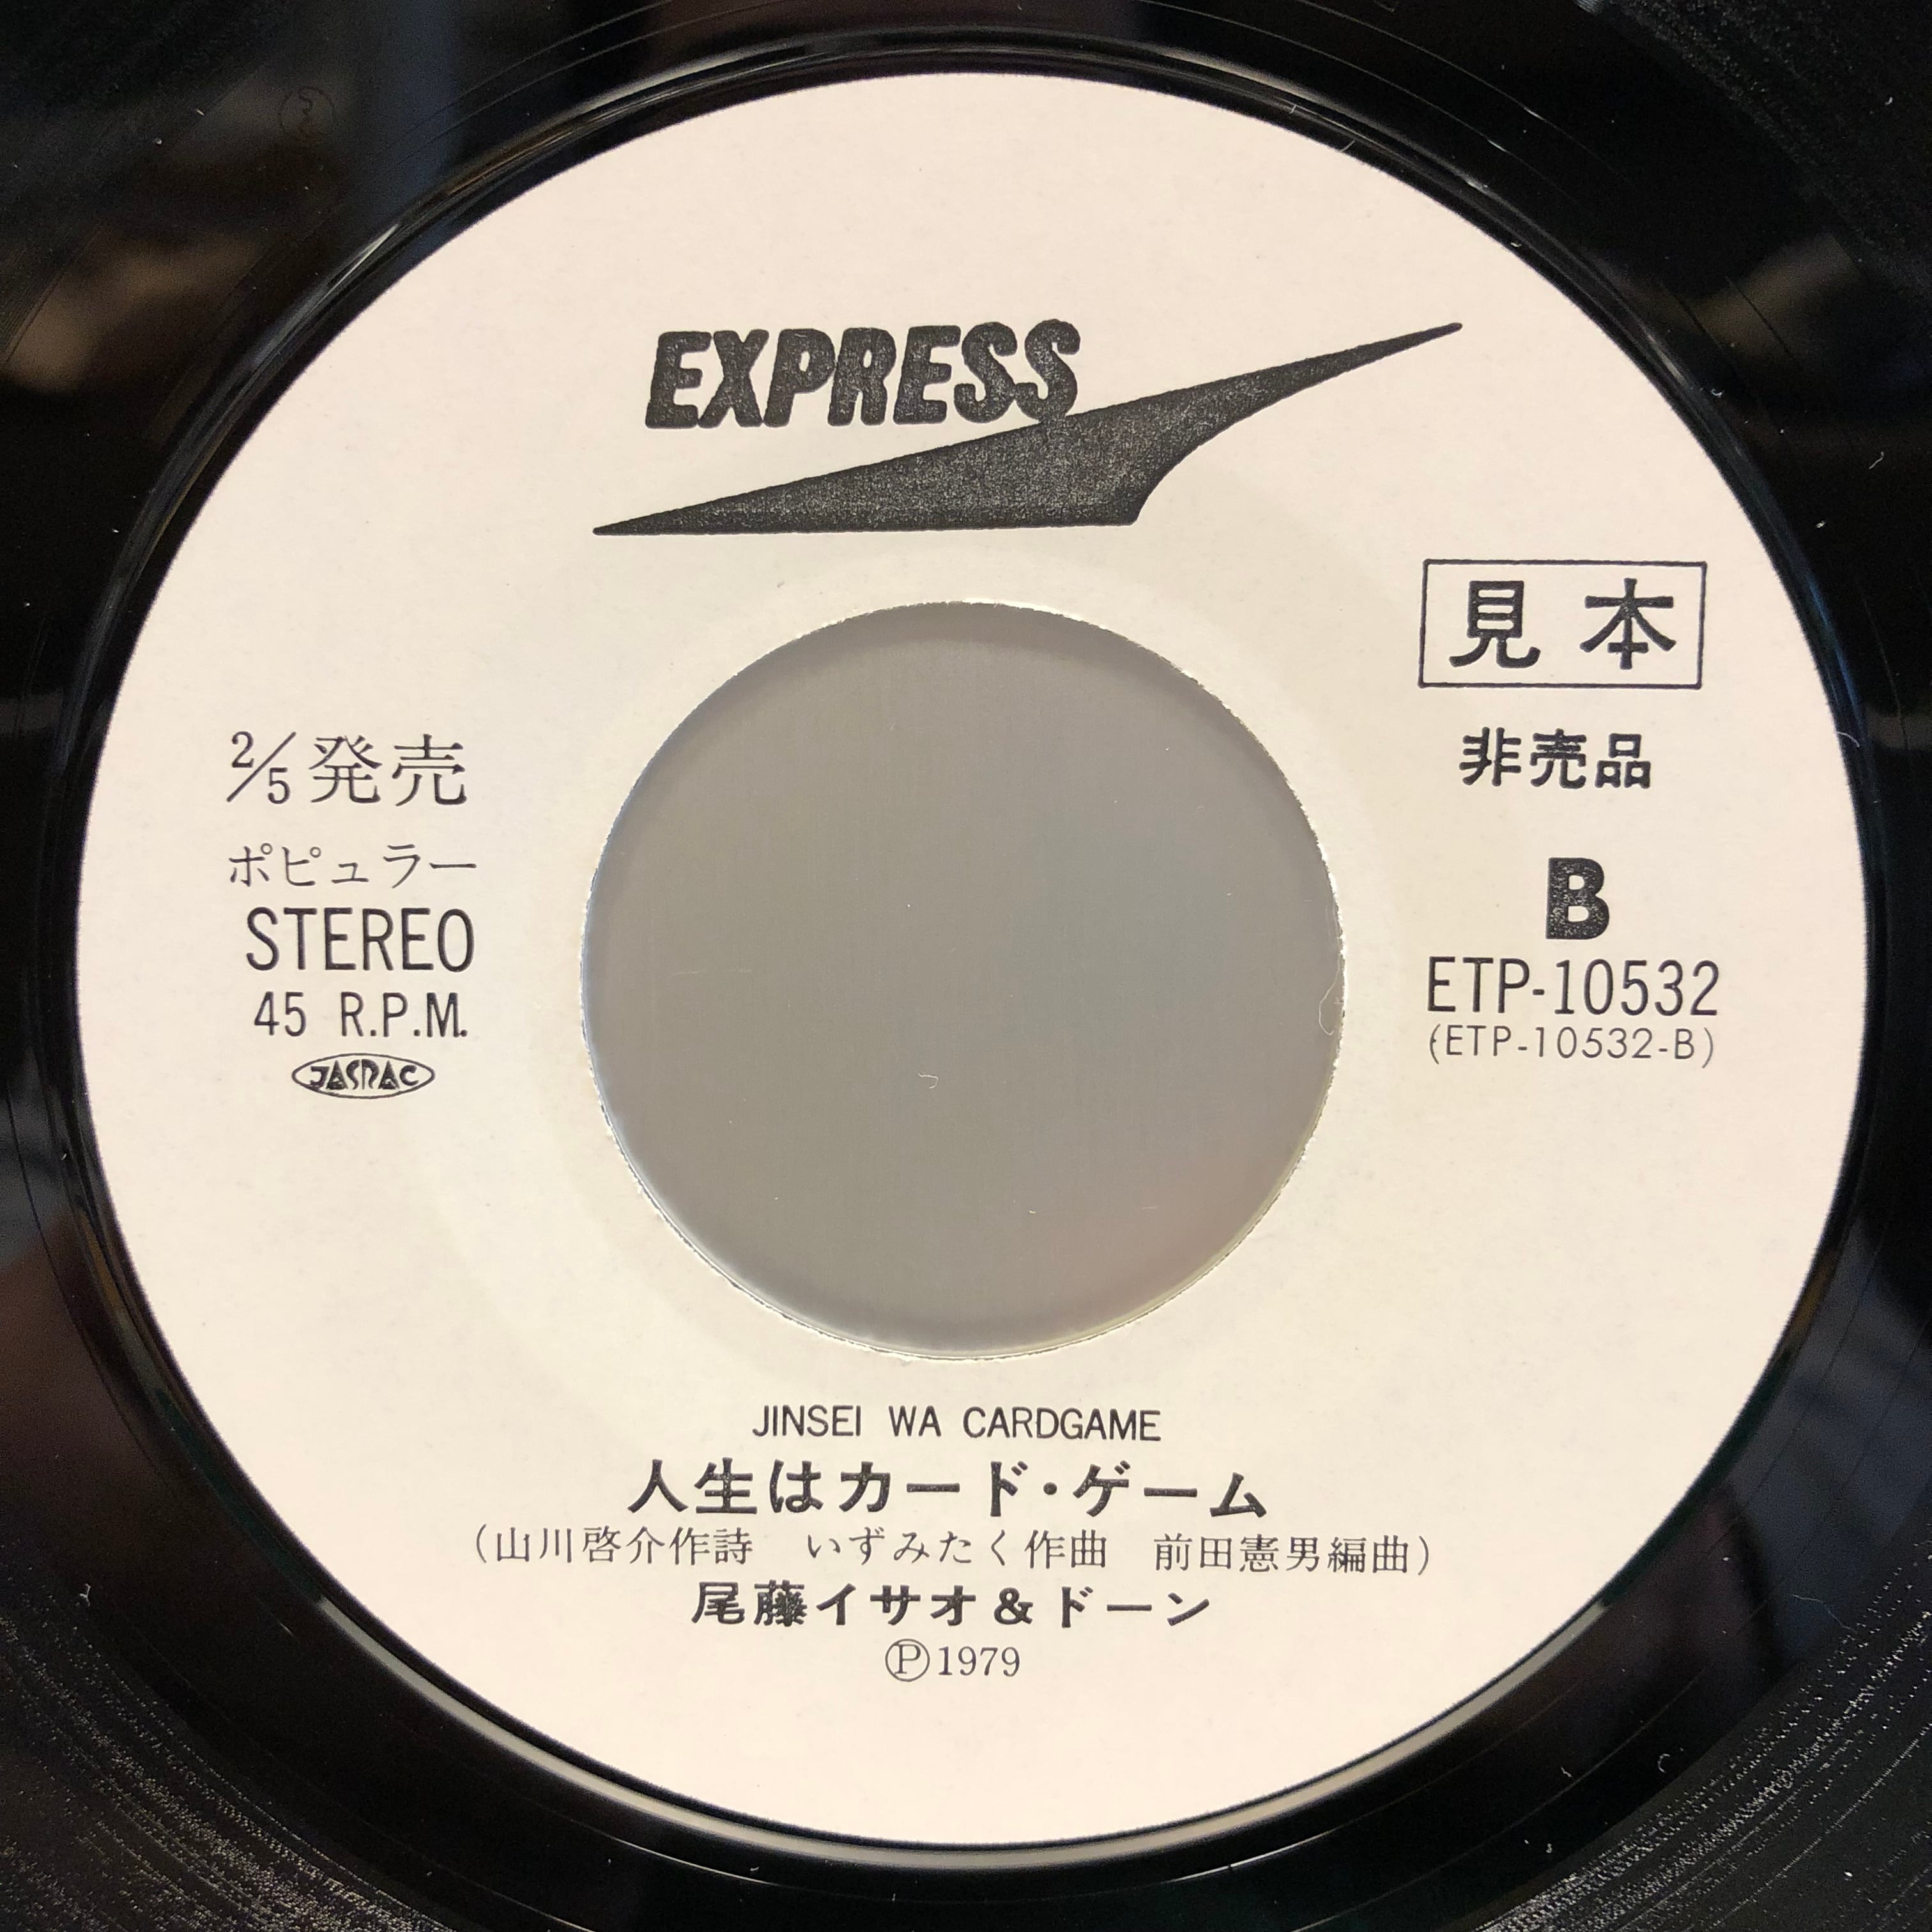 EXPRESS
見本
非売品
2/5発売
ポピュラー
STEREO
45 R.P.M.
JASRAC
B
ETP-10532
(ETP-10532-B)
JINSEI WA CARDGAME
人生はカード・ゲーム
(山川啓介作詩 いずみたく作曲 前田憲男編曲)
尾藤イサオ&ドーン
Ⓟ1979